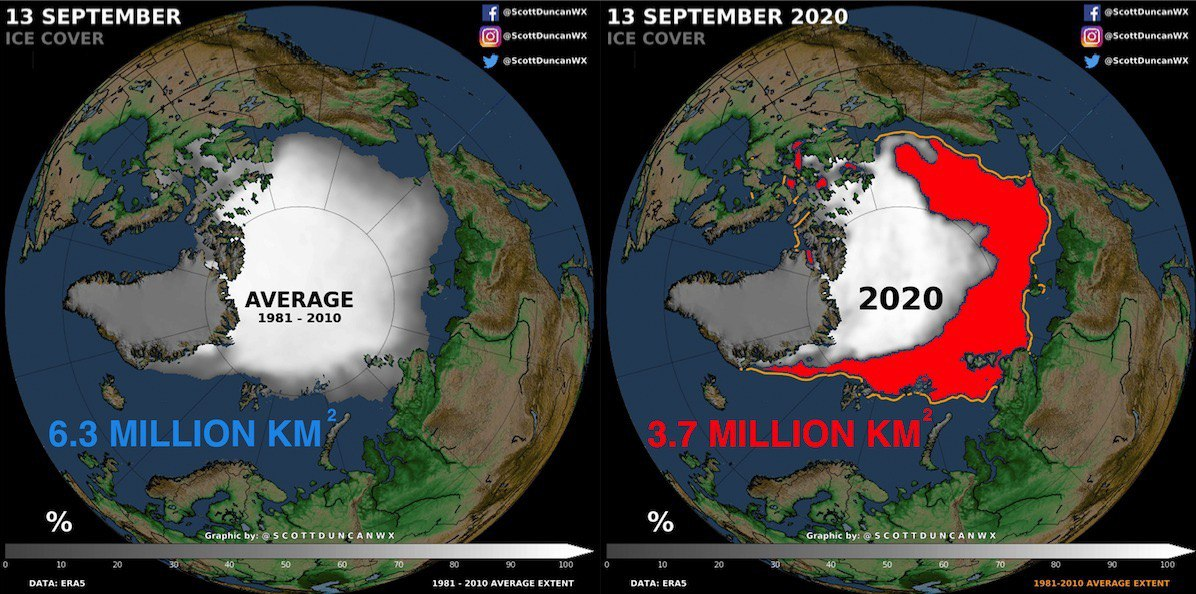 13 SEPTEMBER
ICE COVER
@ScottDuncanWX
@ScottDuncanWX
@ScottDuncanWX
AVERAGE
1981 - 2010
6.3 MILLION KM²
%
Graphic by: @SCOTTDUNCANWX
0 10 20 30 40 50 60 70 80 90 100
DATA: ERA5
1981 - 2010 AVERAGE EXTENT
13 SEPTEMBER 2020
ICE COVER
@ScottDuncanWX
@ScottDuncanWX
@ScottDuncanWX
2020
3.7 MILLION KM²
%
Graphic by: @SCOTTDUNCANWX
0 10 20 30 40 50 60 70 80 90 100
DATA: ERA5
1981-2010 AVERAGE EXTENT